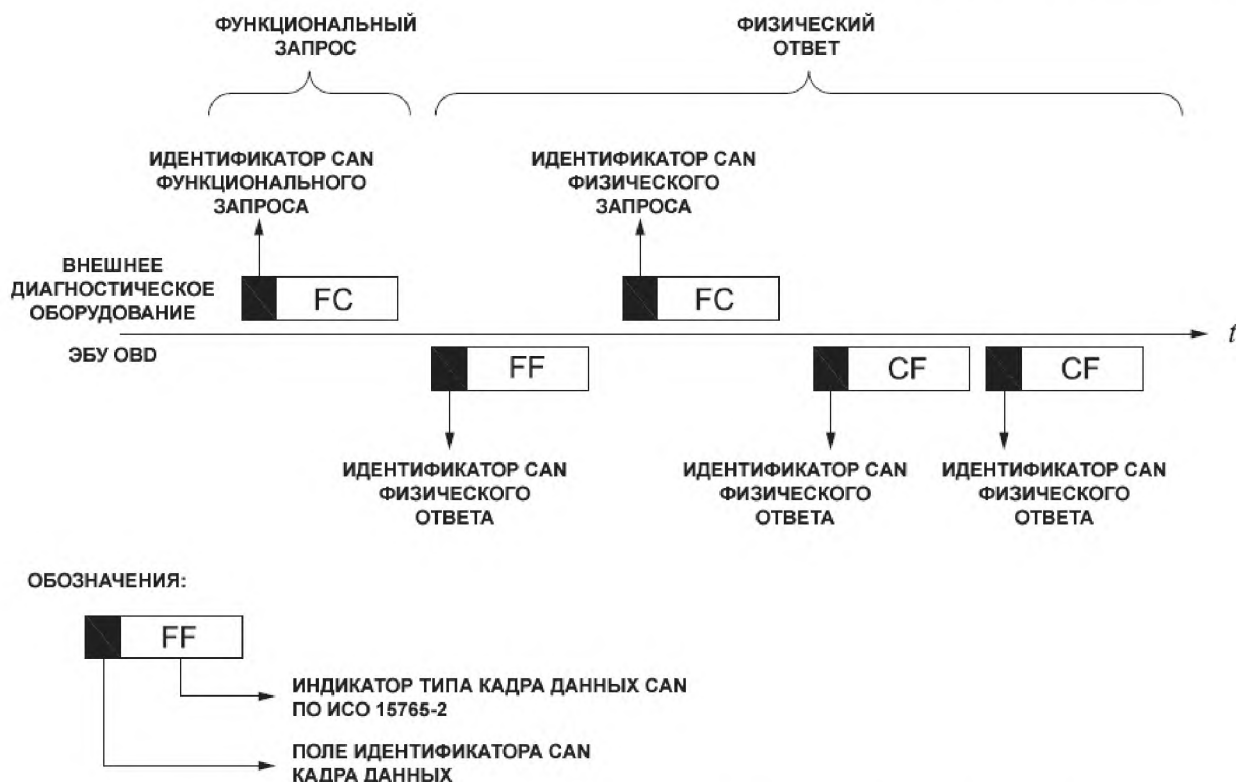 ФУНКЦИОНАЛЬНЫЙ
ЗАПРОС
ФИЗИЧЕСКИЙ
ОТВЕТ
ИДЕНТИФИКАТОР CAN
ФУНКЦИОНАЛЬНОГО
ЗАПРОСА
ИДЕНТИФИКАТОР CAN
ФИЗИЧЕСКОГО
ЗАПРОСА
ВНЕШНЕЕ
ДИАГНОСТИЧЕСКОЕ
ОБОРУДОВАНИЕ
FC
FC
t
ЭБУ OBD
FF
CF
CF
ИДЕНТИФИКАТОР CAN
ФИЗИЧЕСКОГО
ОТВЕТА
ИДЕНТИФИКАТОР CAN
ФИЗИЧЕСКОГО
ОТВЕТА
ИДЕНТИФИКАТОР CAN
ФИЗИЧЕСКОГО
ОТВЕТА
ОБОЗНАЧЕНИЯ:
FF
ИНДИКАТОР ТИПА КАДРА ДАННЫХ CAN
ПО ИСО 15765-2
ПОЛЕ ИДЕНТИФИКАТОРА CAN
КАДРА ДАННЫХ